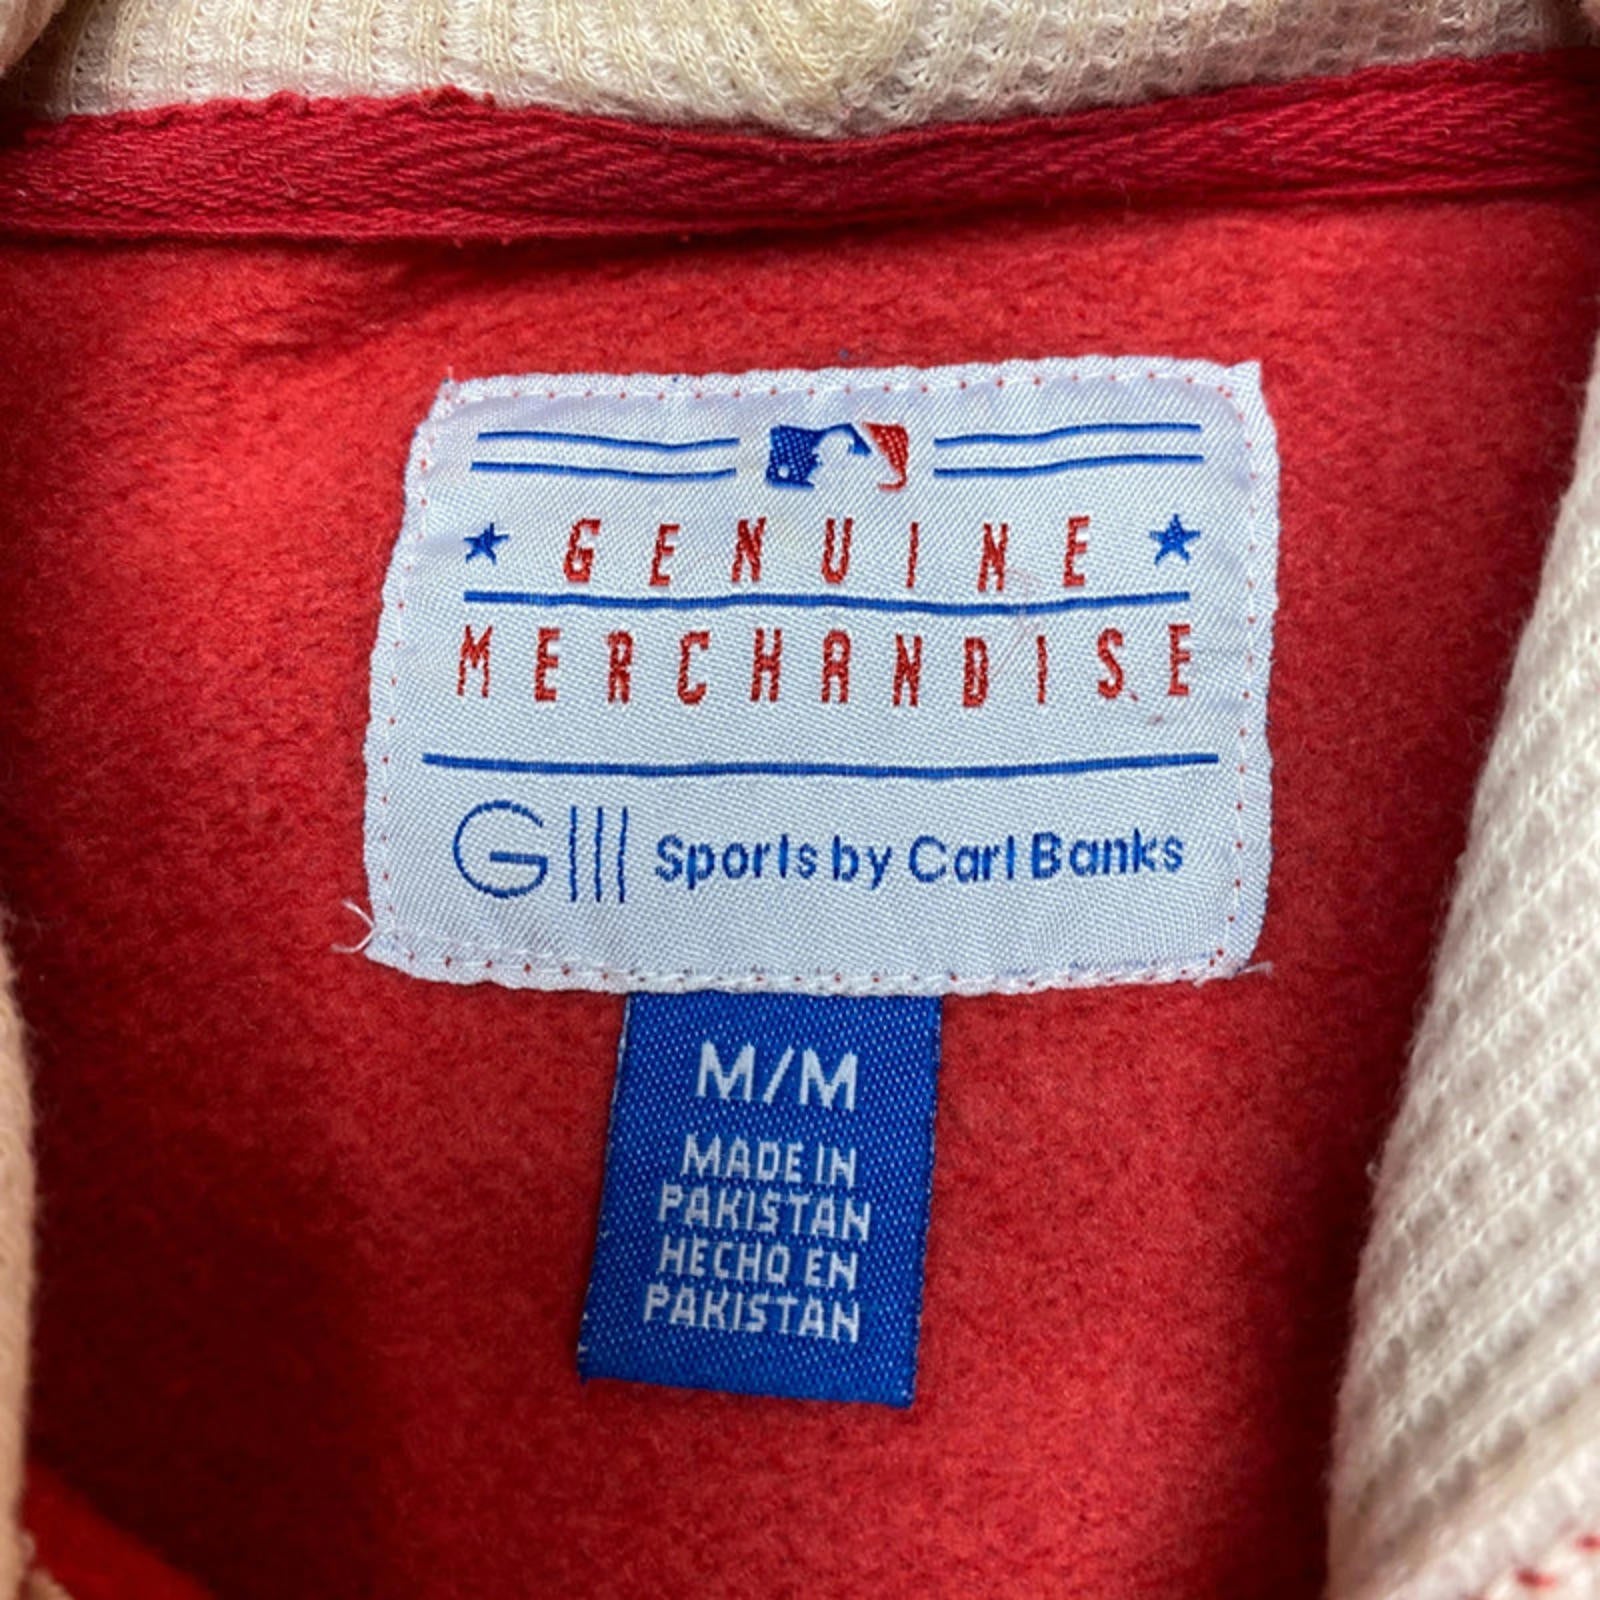 GENUINE
MERCHANDISE
GIII Sports by Carl Banks
M/M
MADE IN
PAKISTAN
HECHO EN
PAKISTAN